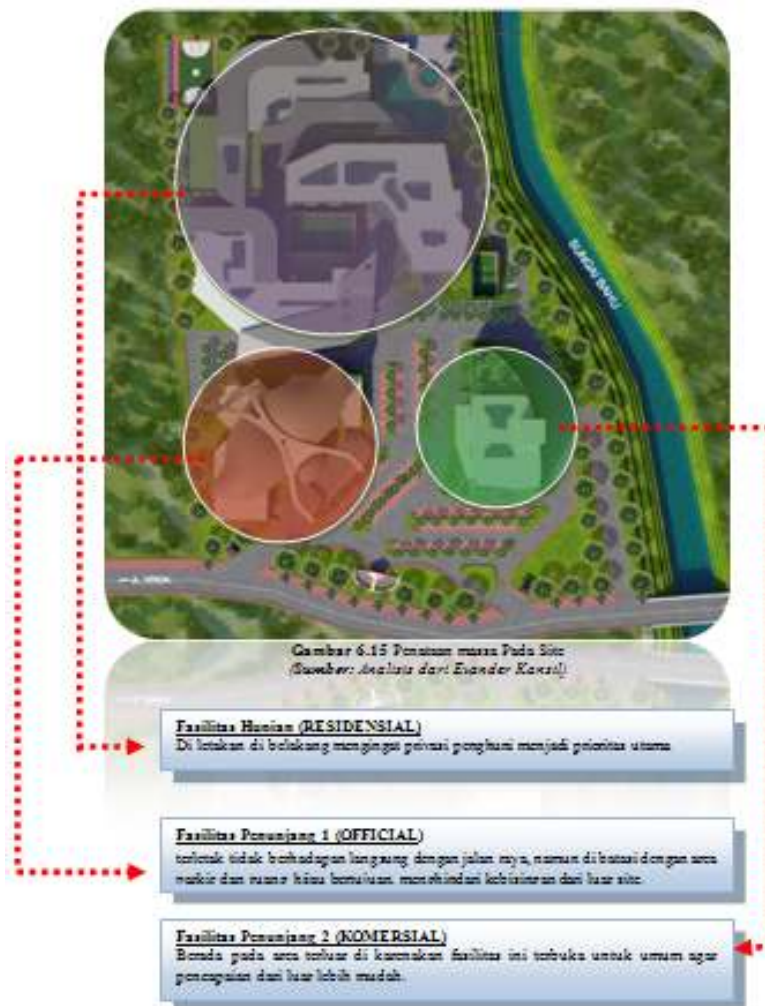 Gambar 6.15 Penataan massa Pada Site
(Sumber: Analisis dari Evander Kansil)
Fasilitas Hunian (RESIDENSIAL)
Di letakan di belakang mengingat privasi penghuni menjadi prioritas utama
Fasilitas Penunjang 1 (OFFICIAL)
terletak tidak berhadapan langsung dengan jalan raya, namun di batasi dengan area
parkir dan ruang hijau bertujuan menghindari kebisingan dari luar site.
Fasilitas Penunjang 2 (KOMERSIAL)
Berada pada area terluar di karenakan fasilitas ini terbuka untuk umum agar
pencapaian dari luar lebih mudah.